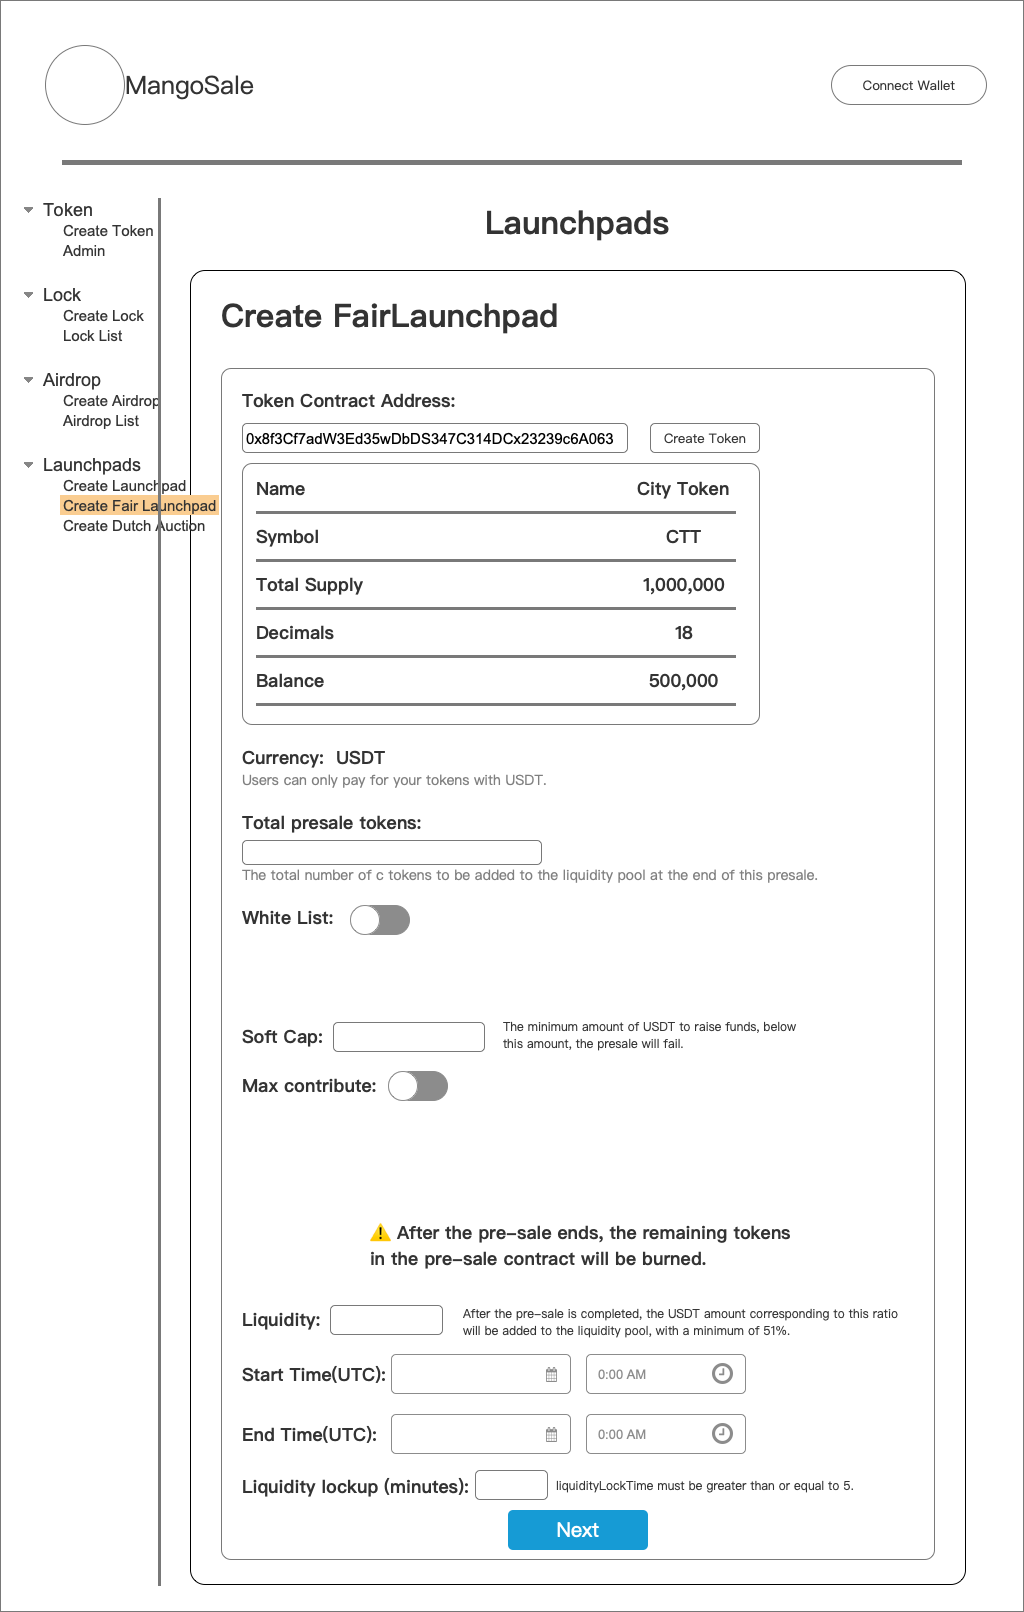 MangoSale
Connect Wallet
Token
Create Token
Admin
Lock
Create Lock
Lock List
Airdrop
Create Airdrop
Airdrop List
Launchpads
Create Launchpad
Create Fair Launchpad
Create Dutch Auction
Launchpads
Create FairLaunchpad
Token Contract Address:
0x8f3Cf7adW3Ed35wDbDS347C314DCx23239c6A063
Create Token
Name City Token
Symbol CTT
Total Supply 1,000,000
Decimals 18
Balance 500,000
Currency: USDT
Users can only pay for your tokens with USDT.
Total presale tokens:
The total number of c tokens to be added to the liquidity pool at the end of this presale.
White List:
Soft Cap:
The minimum amount of USDT to raise funds, below
this amount, the presale will fail.
Max contribute:
After the pre-sale ends, the remaining tokens
in the pre-sale contract will be burned.
Liquidity:
After the pre-sale is completed, the USDT amount corresponding to this ratio
will be added to the liquidity pool, with a minimum of 51%.
Start Time(UTC): 0:00 AM
End Time(UTC): 0:00 AM
Liquidity lockup (minutes): liquidityLockTime must be greater than or equal to 5.
Next